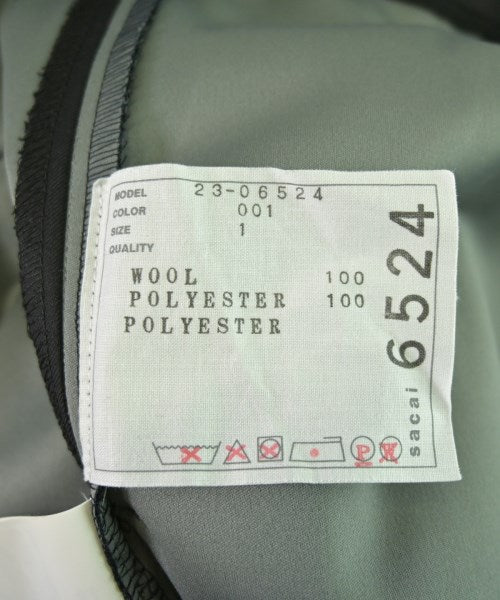 MODEL 23-06524
COLOR 001
SIZE 1
QUALITY
WOOL 100
POLYESTER 100
POLYESTER
sacai 6524
P
W